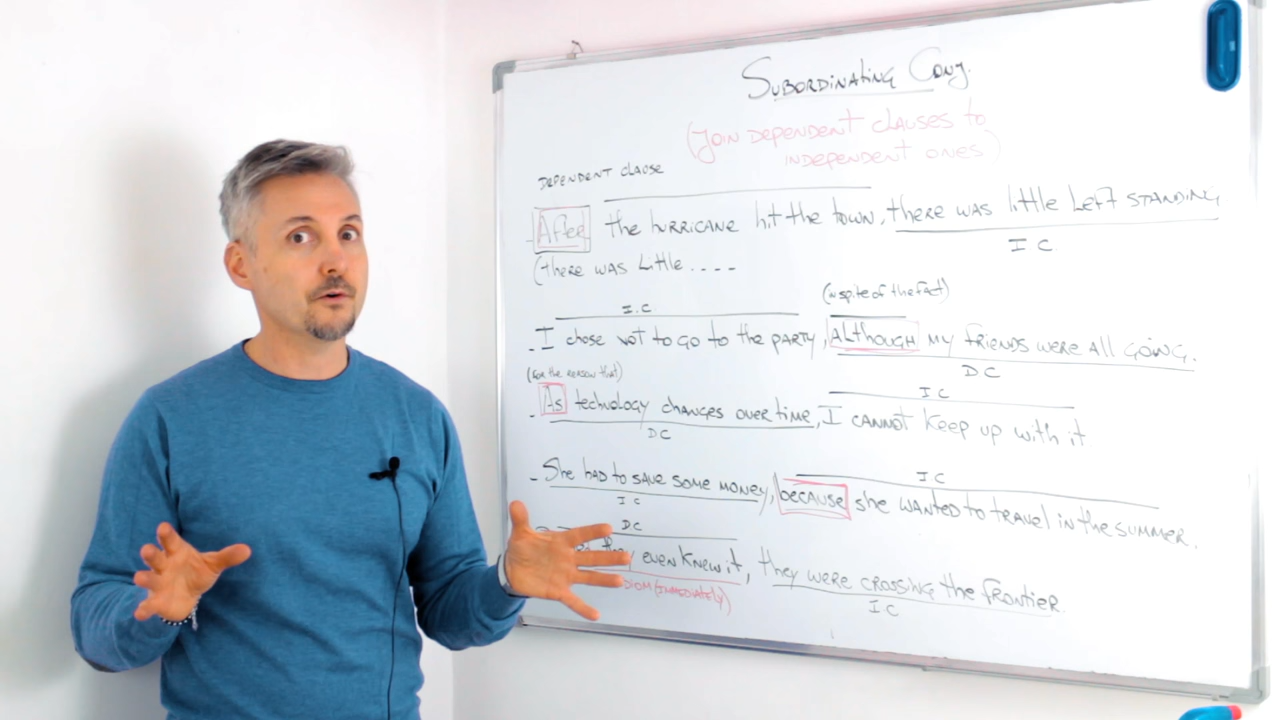 Subordinating Conj.
(Join dependent clauses to
independent ones)
Dependent clause
- After the hurricane hit the town, there was little left standing
I C
(there was little ....
I.C (in spite of the fact)
- I chose not to go to the party, although my friends were all going.
(for the reason that) D C
I C
- As technology changes over time, I cannot keep up with it
D C
I C
- She had to save some money, because she wanted to travel in the summer.
I C
D C
they even knew it, they were crossing the frontier.
(immediately) I C